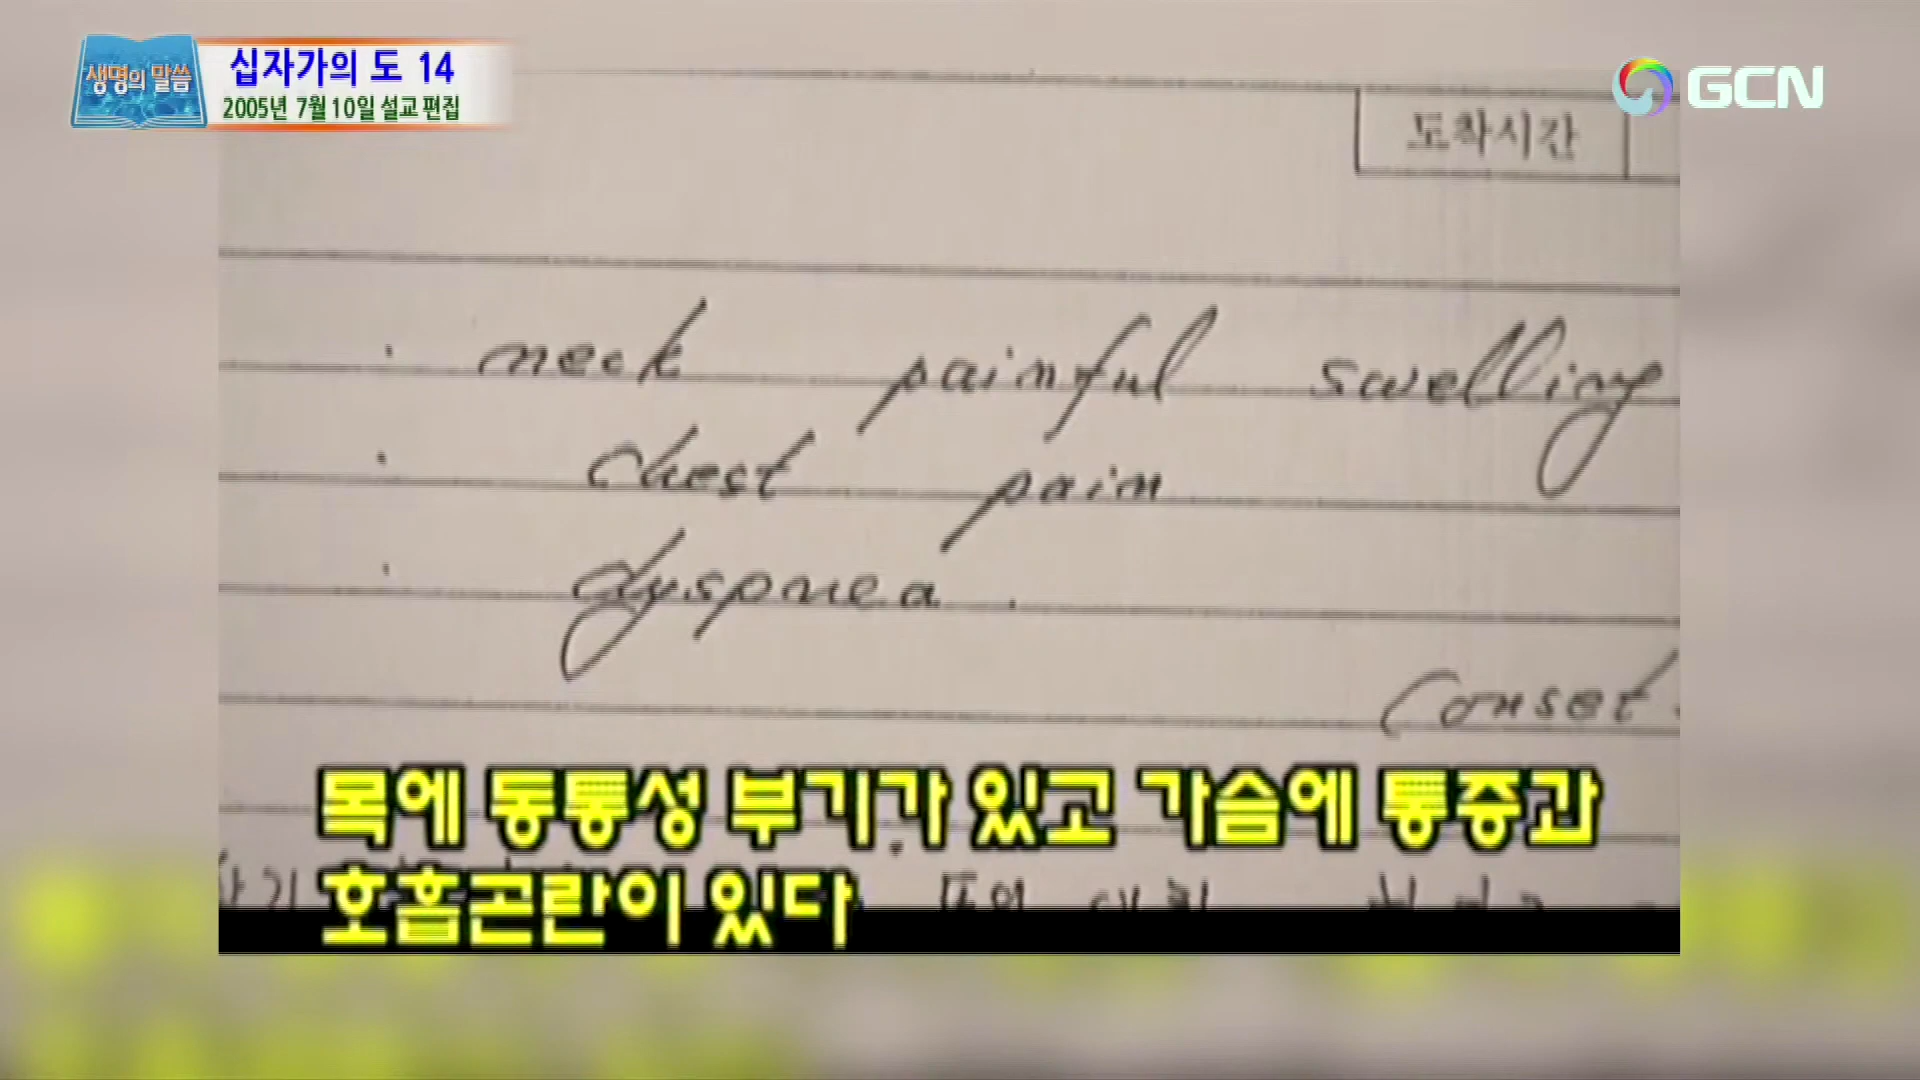 생명의 말씀
십자가의 도 14
2005년 7월 10일 설교 편집
GCN
도착시간
· neck painful swelling
· chest pain
· dyspnea .
(onset
목에 동통성 부기가 있고 가슴에 통증과
호흡곤란이 있다